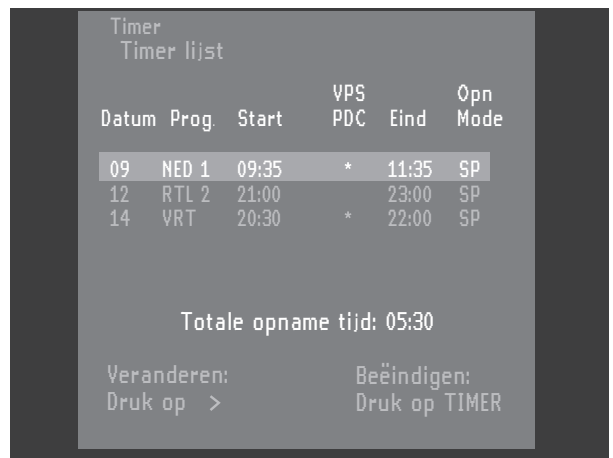 Timer
Timer lijst
VPS Opn
Datum Prog. Start PDC Eind Mode
09 NED 1 09:35 * 11:35 SP
12 RTL 2 21:00 23:00 SP
14 VRT 20:30 * 22:00 SP
Totale opname tijd: 05:30
Veranderen: Beëindigen:
Druk op > Druk op TIMER